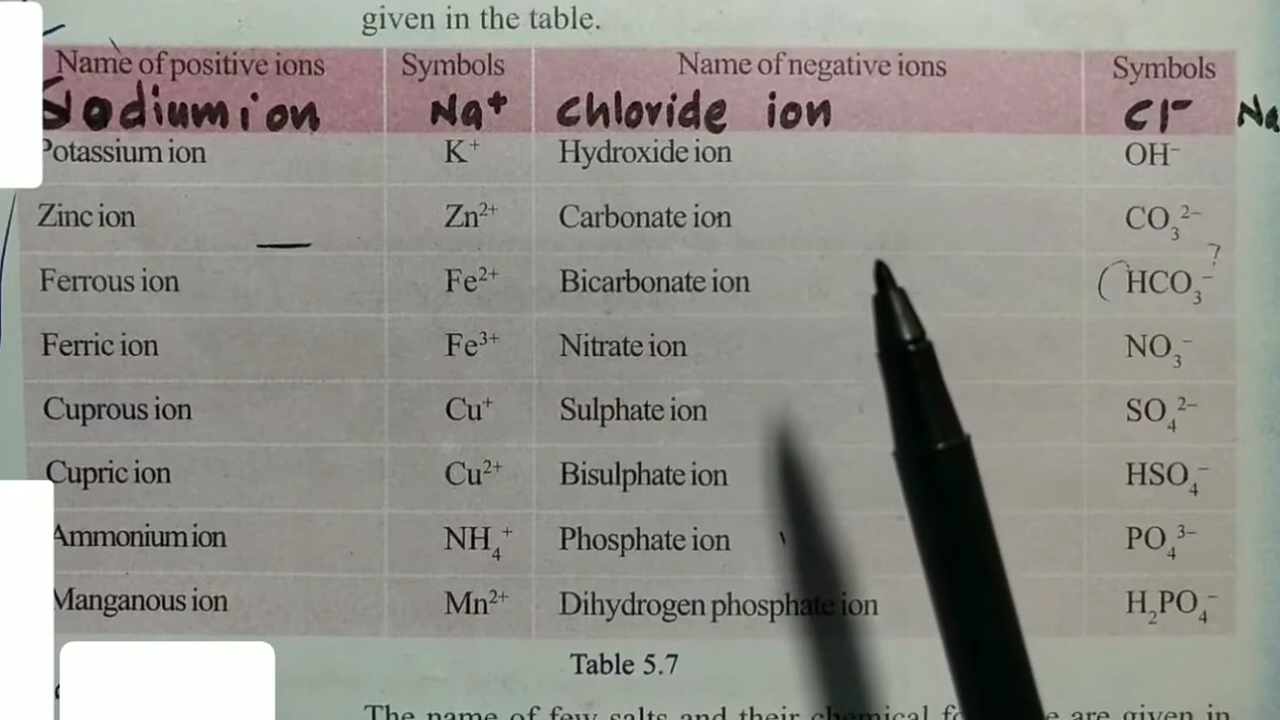 given in the table.
Name of positive ions Symbols Name of negative ions Symbols
Sodium ion Na⁺ chloride ion Cl⁻ Na
Potassium ion K⁺ Hydroxide ion OH⁻
Zinc ion Zn²⁺ Carbonate ion CO₃²⁻
?
Ferrous ion Fe²⁺ Bicarbonate ion (HCO₃⁻
Ferric ion Fe³⁺ Nitrate ion NO₃⁻
Cuprous ion Cu⁺ Sulphate ion SO₄²⁻
Cupric ion Cu²⁺ Bisulphate ion HSO₄⁻
Ammonium ion NH₄⁺ Phosphate ion PO₄³⁻
Manganous ion Mn²⁺ Dihydrogen phosphate ion H₂PO₄⁻
Table 5.7
The name of few salts and their chemical are given in